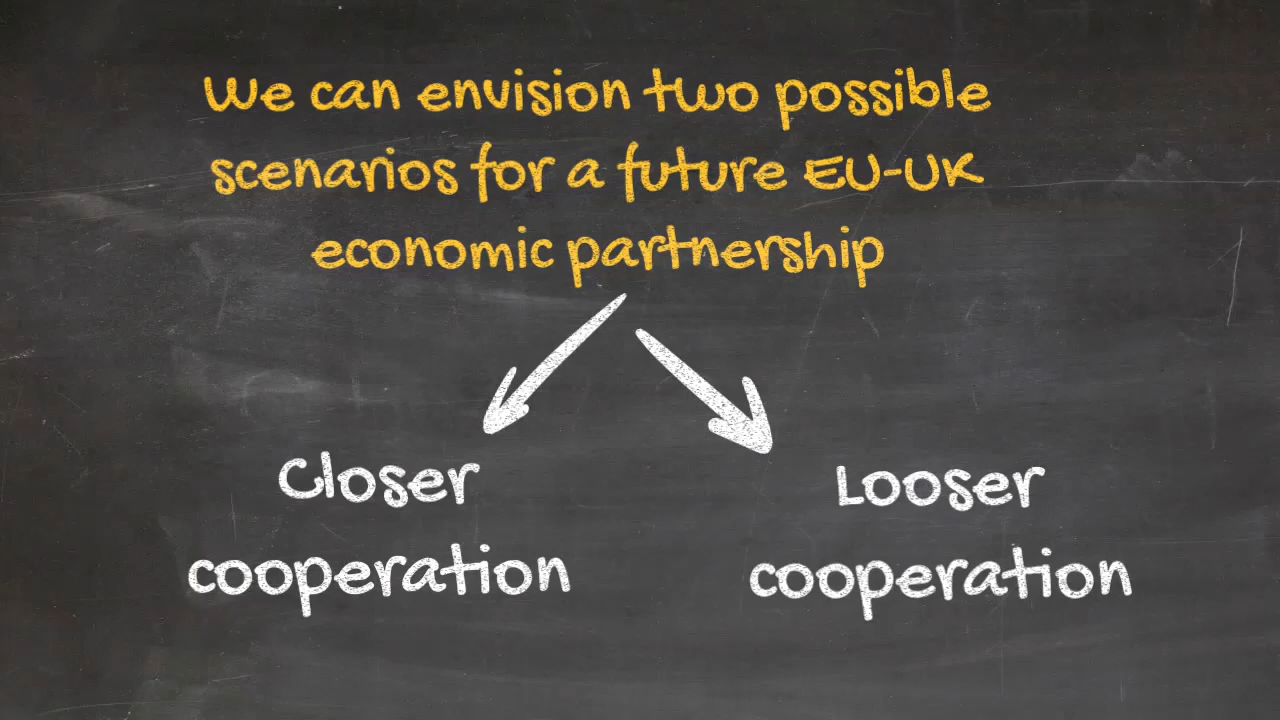 We can envision two possible
scenarios for a future EU-UK
economic partnership
Closer
cooperation
Looser
cooperation